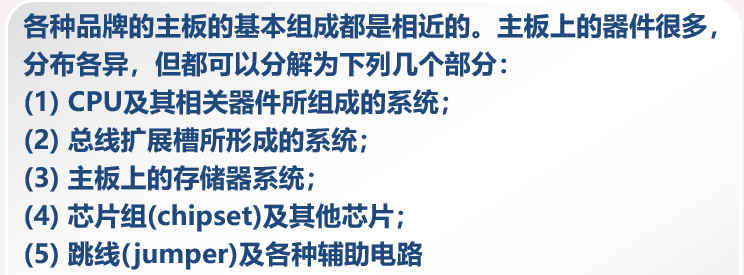 各种品牌的主板的基本组成都是相近的。主板上的器件很多，
分布各异，但都可以分解为下列几个部分：
(1) CPU及其相关器件所组成的系统；
(2) 总线扩展槽所形成的系统；
(3) 主板上的存储器系统；
(4) 芯片组(chipset)及其他芯片；
(5) 跳线(jumper)及各种辅助电路